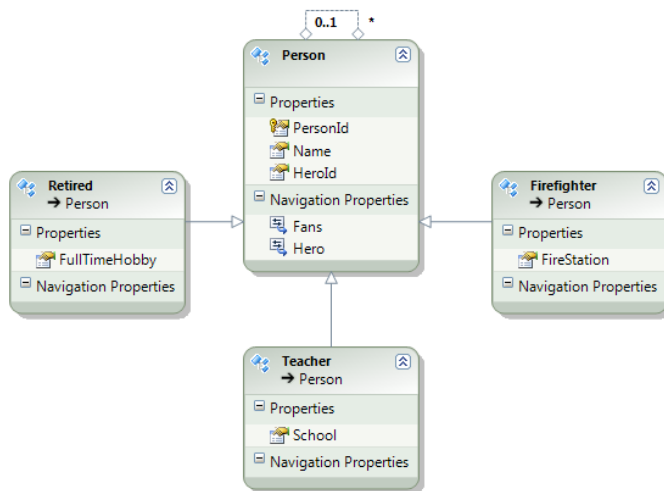 0..1 *
Person
Properties
PersonId
Name
HeroId
Navigation Properties
Fans
Hero
Retired
→ Person
Properties
FullTimeHobby
Navigation Properties
Firefighter
→ Person
Properties
FireStation
Navigation Properties
Teacher
→ Person
Properties
School
Navigation Properties